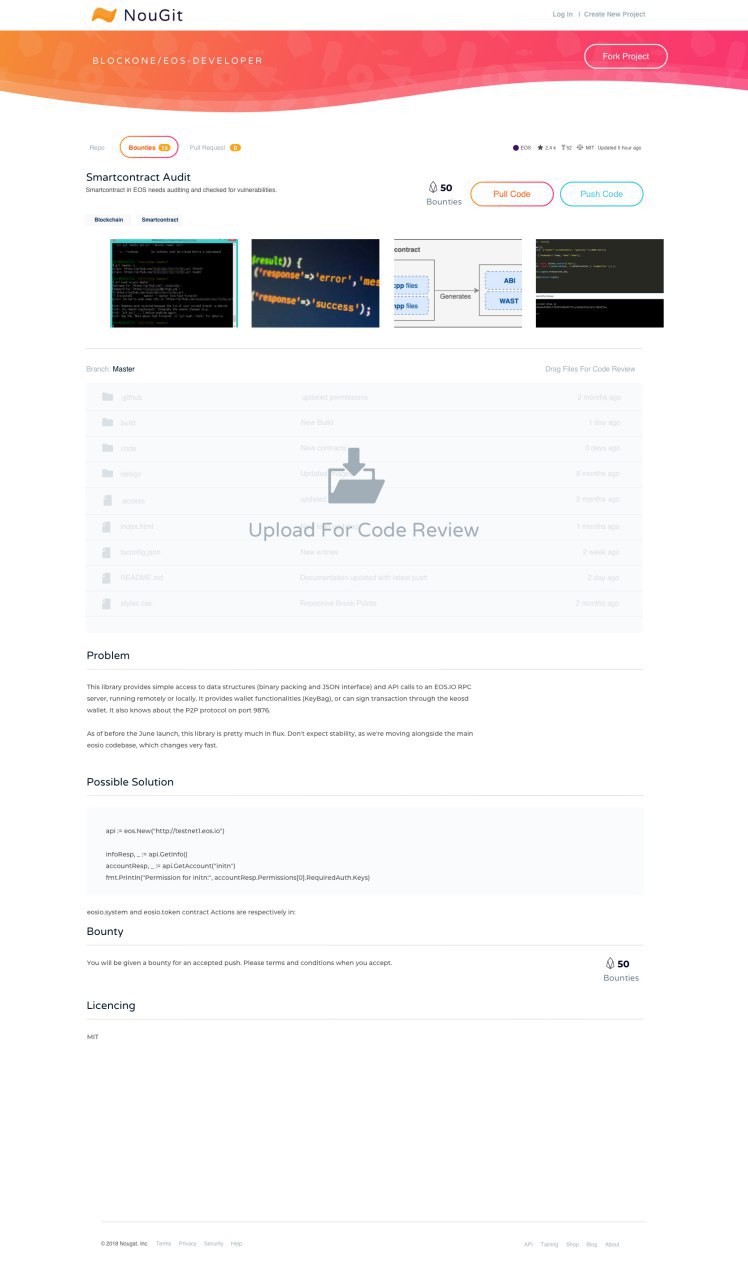 NouGit
Log In | Create New Project
BLOCKONE/EOS-DEVELOPER
Fork Project
Repo
Bounties 13
Pull Request
EOS 2,4 k 52 MIT Updated 5 hour ago
Smartcontract Audit
Smartcontract in EOS needs auditing and checked for vulnerabilities.
50
Bounties
Pull Code
Push Code
Blockchain Smartcontract
result)) {
('response'=>'error','mes
('response'=>'success');
contract
app files
app files
Generates
ABI
WAST
Branch: Master
Drag Files For Code Review
.github updated permissions 2 months ago
build New Build 1 day ago
code New contracts 3 days ago
design Updated 6 months ago
.access updated 2 months ago
index.html 1 months ago
New entries 3 week ago
README.md Documentation updated with latest push 2 day ago
styles.css Repsonive Break Points 2 months ago
Upload For Code Review
Problem
This library provides simple access to data structures (binary packing and JSON interface) and API calls to an EOS.IO RPC
server, running remotely or locally. It provides wallet functionalities (KeyBag), or can sign transaction through the keosd
wallet. It also knows about the P2P protocol on port 9876.
As of before the June launch, this library is pretty much in flux. Don't expect stability, as we're moving alongside the main
eosio codebase, which changes very fast.
Possible Solution
api := eos.New("http://testnet1.eos.io")
infoResp, _ := api.GetInfo()
accountResp, _ := api.GetAccount("initn")
fmt.Println("Permission for initn:", accountResp.Permissions[0].RequiredAuth.Keys)
eosio.system and eosio.token contract Actions are respectively in:
Bounty
You will be given a bounty for an accepted push. Please terms and conditions when you accept.
50
Bounties
Licencing
MIT
© 2018 Nougat, Inc. Terms Privacy Security Help
API Training Shop Blog About